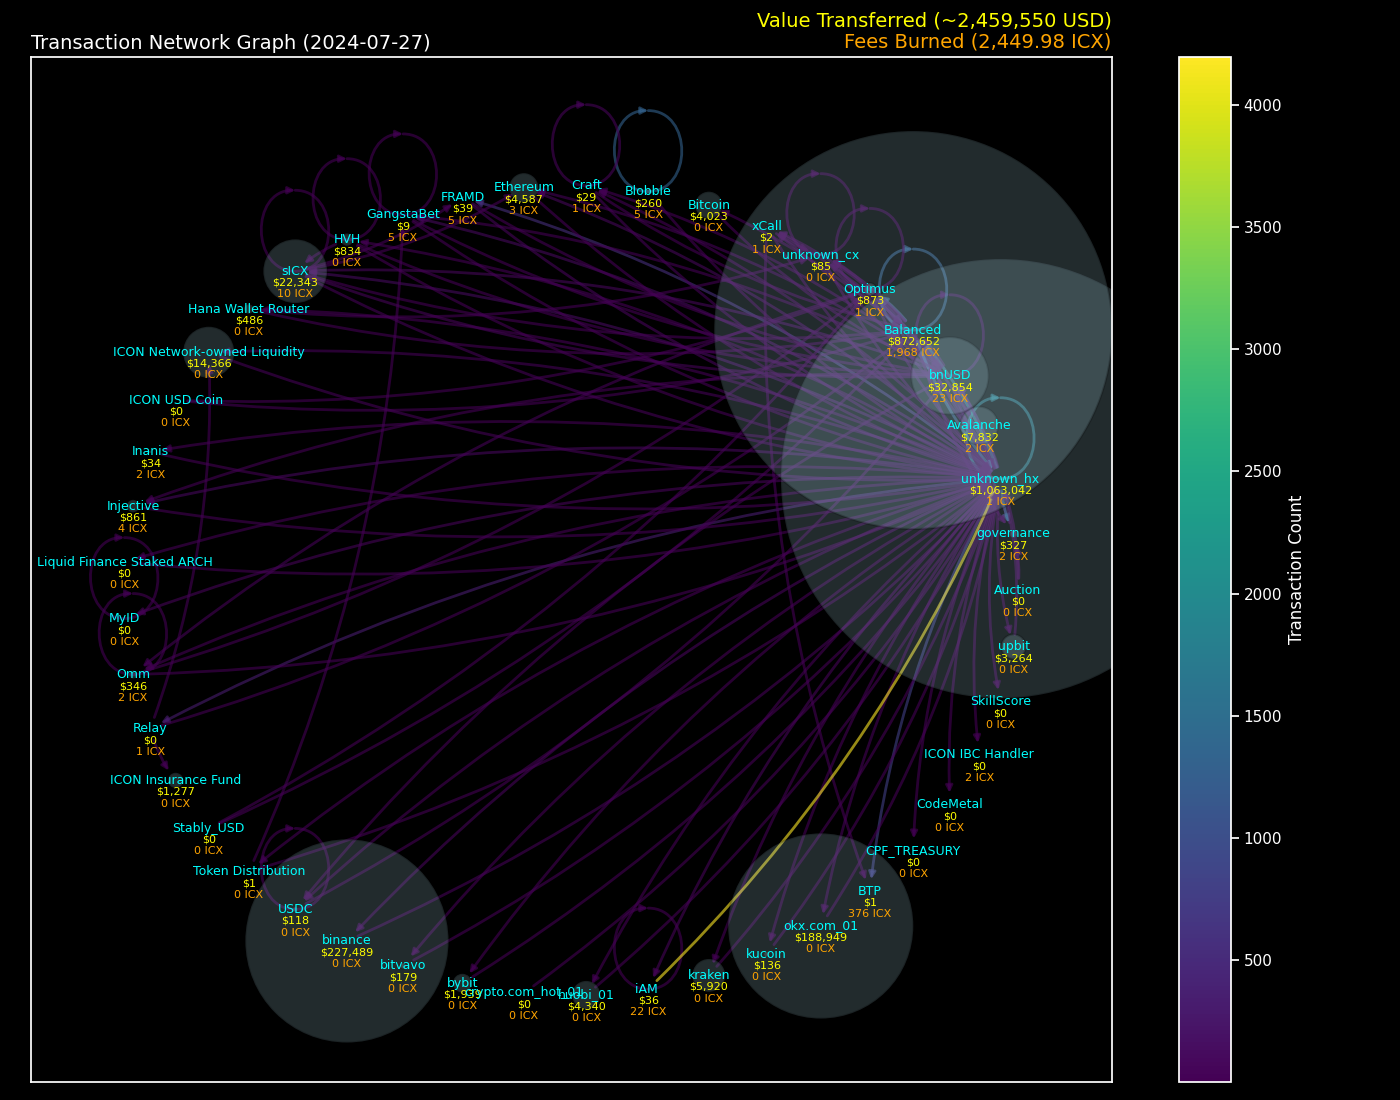 Value Transferred (~2,459,550 USD)
Transaction Network Graph (2024-07-27)
Fees Burned (2,449.98 ICX)
Ethereum
$4,587
3 ICX
Craft
$29
1 ICX
Blobble
$260
5 ICX
FRAMD
$39
5 ICX
Bitcoin
$4,023
0 ICX
GangstaBet
$9
5 ICX
xCall
$2
1 ICX
HVH
$834
0 ICX
unknown_cx
$85
0 ICX
sICX
$22,343
10 ICX
Optimus
$873
1 ICX
Hana Wallet Router
$486
0 ICX
Balanced
$872,652
1,968 ICX
ICON Network-owned Liquidity
$14,366
0 ICX
bnUSD
$32,854
23 ICX
ICON USD Coin
$0
0 ICX
Avalanche
$7,832
2 ICX
Inanis
$34
2 ICX
unknown_hx
$1,063,042
1 ICX
Injective
$861
4 ICX
governance
$327
2 ICX
Liquid Finance Staked ARCH
$0
0 ICX
Auction
$0
0 ICX
MyID
$0
0 ICX
upbit
$3,264
0 ICX
Omm
$346
2 ICX
SkillScore
$0
0 ICX
Relay
$0
1 ICX
ICON IBC Handler
$0
2 ICX
ICON Insurance Fund
$1,277
0 ICX
CodeMetal
$0
0 ICX
Stably_USD
$0
0 ICX
CPF_TREASURY
$0
0 ICX
Token Distribution
$1
0 ICX
BTP
$1
376 ICX
USDC
$118
0 ICX
okx.com_01
$188,949
0 ICX
binance
$227,489
0 ICX
kucoin
$136
0 ICX
bitvavo
$179
0 ICX
kraken
$5,920
0 ICX
bybit
0 ICX
crypto.com_hot_01
$0
0 ICX
huobi_01
$4,340
0 ICX
iAM
$36
22 ICX
4000
3500
3000
2500
2000
1500
1000
500
Transaction Count